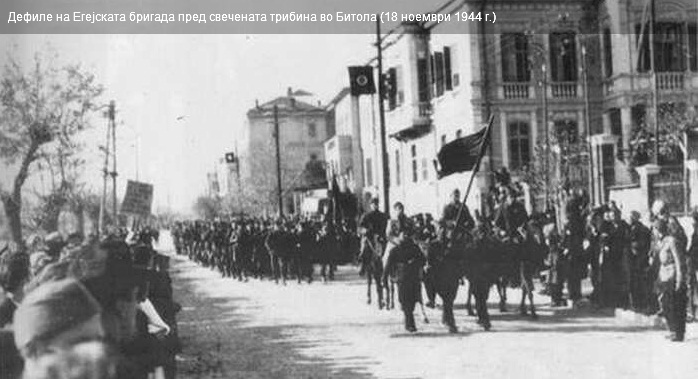 Дефиле на Егејската бригада пред свечената трибина во Битола (18 ноември 1944 г.)